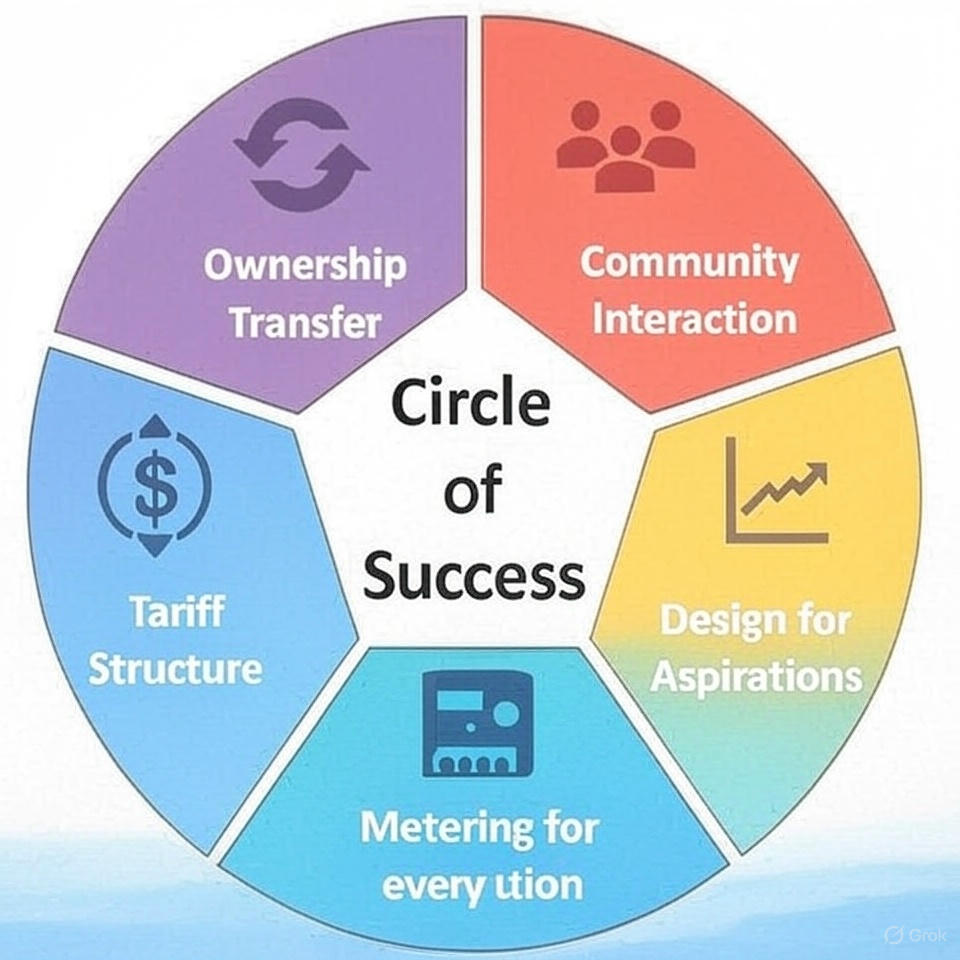 Ownership
Transfer
Community
Interaction
Circle
of
Success
Tariff
Structure
Design for
Aspirations
Metering for
every ution
$
Grok